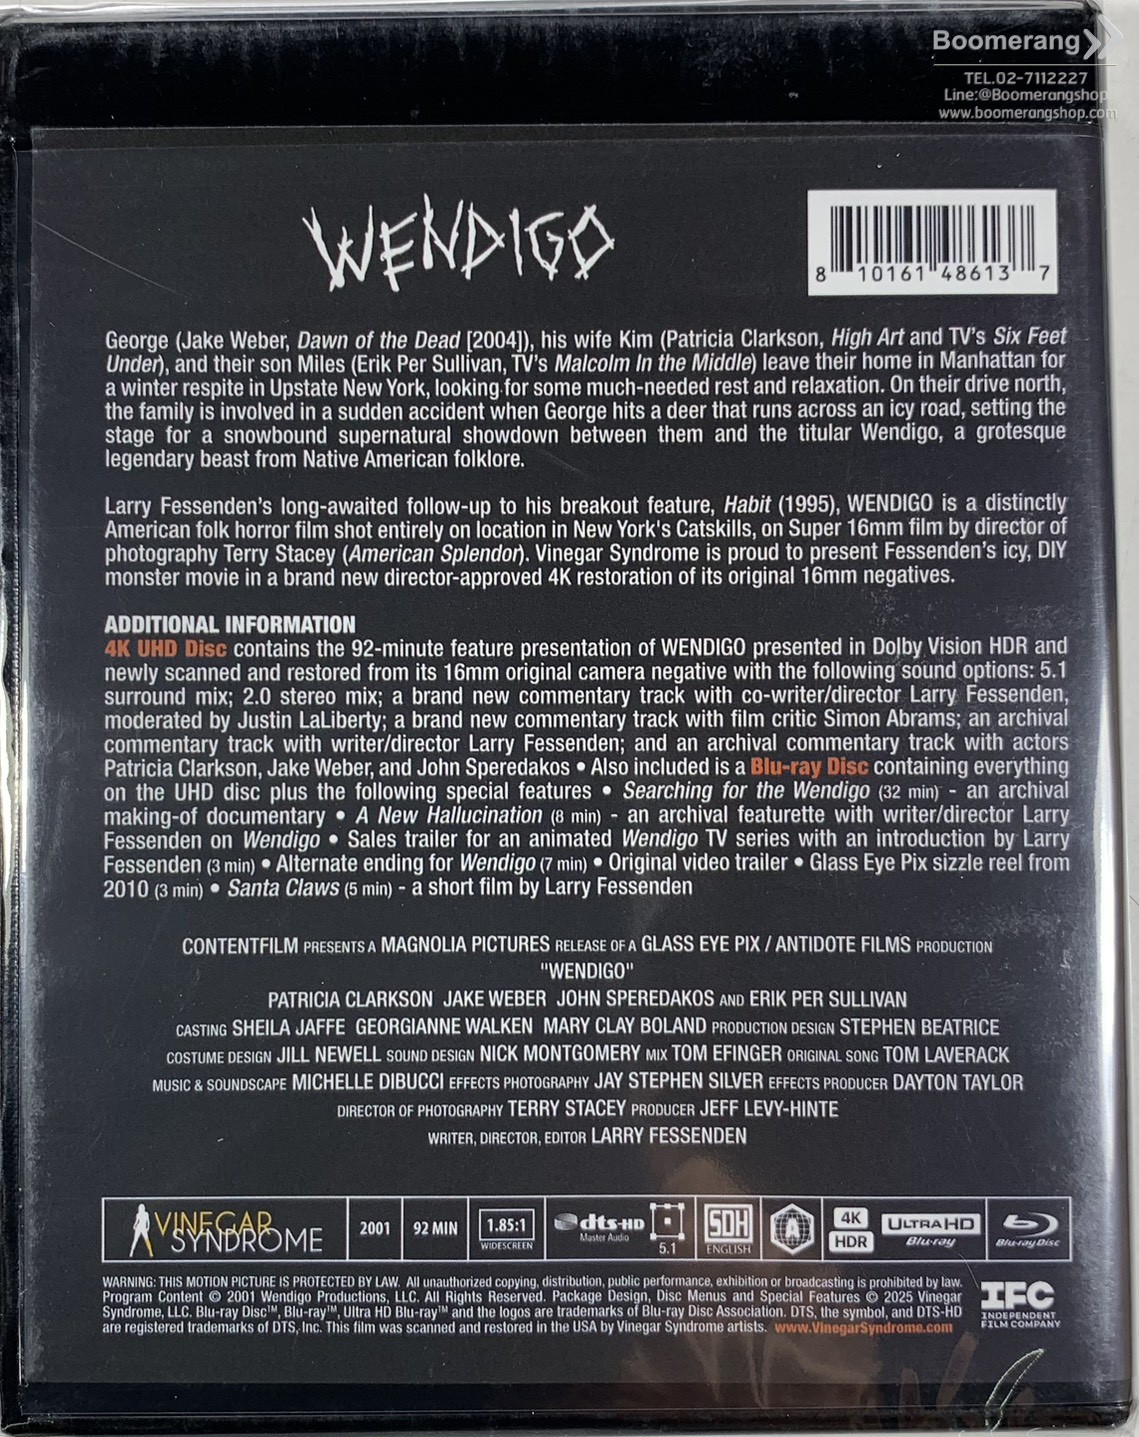 Boomerang
TEL.02-7112227
Line:@Boomerangshop
www.boomerangshop.com
WENDIGO
8 10161 48613 7
George (Jake Weber, Dawn of the Dead [2004]), his wife Kim (Patricia Clarkson, High Art and TV's Six Feet
Under), and their son Miles (Erik Per Sullivan, TV's Malcolm In the Middle) leave their home in Manhattan for
a winter respite in Upstate New York, looking for some much-needed rest and relaxation. On their drive north,
the family is involved in a sudden accident when George hits a deer that runs across an icy road, setting the
stage for a snowbound supernatural showdown between them and the titular Wendigo, a grotesque
legendary beast from Native American folklore.
Larry Fessenden's long-awaited follow-up to his breakout feature, Habit (1995), WENDIGO is a distinctly
American folk horror film shot entirely on location in New York's Catskills, on Super 16mm film by director of
photography Terry Stacey (American Splendor). Vinegar Syndrome is proud to present Fessenden's icy, DIY
monster movie in a brand new director-approved 4K restoration of its original 16mm negatives.
ADDITIONAL INFORMATION
4K UHD Disc contains the 92-minute feature presentation of WENDIGO presented in Dolby Vision HDR and
newly scanned and restored from its 16mm original camera negative with the following sound options: 5.1
surround mix; 2.0 stereo mix; a brand new commentary track with co-writer/director Larry Fessenden,
moderated by Justin LaLiberty; a brand new commentary track with film critic Simon Abrams; an archival
commentary track with writer/director Larry Fessenden; and an archival commentary track with actors
Patricia Clarkson, Jake Weber, and John Speredakos • Also included is a Blu-ray Disc containing everything
on the UHD disc plus the following special features • Searching for the Wendigo (32 min) - an archival
making-of documentary • A New Hallucination (8 min) - an archival featurette with writer/director Larry
Fessenden on Wendigo • Sales trailer for an animated Wendigo TV series with an introduction by Larry
Fessenden (3 min) • Alternate ending for Wendigo (7 min) • Original video trailer • Glass Eye Pix sizzle reel from
2010 (3 min) • Santa Claws (5 min) - a short film by Larry Fessenden
CONTENTFILM PRESENTS A MAGNOLIA PICTURES RELEASE OF A GLASS EYE PIX / ANTIDOTE FILMS PRODUCTION
"WENDIGO"
PATRICIA CLARKSON JAKE WEBER JOHN SPEREDAKOS AND ERIK PER SULLIVAN
CASTING SHEILA JAFFE GEORGIANNE WALKEN MARY CLAY BOLAND PRODUCTION DESIGN STEPHEN BEATRICE
COSTUME DESIGN JILL NEWELL SOUND DESIGN NICK MONTGOMERY MIX TOM EFINGER ORIGINAL SONG TOM LAVERACK
MUSIC & SOUNDSCAPE MICHELLE DIBUCCI EFFECTS PHOTOGRAPHY JAY STEPHEN SILVER EFFECTS PRODUCER DAYTON TAYLOR
DIRECTOR OF PHOTOGRAPHY TERRY STACEY PRODUCER JEFF LEVY-HINTE
WRITER, DIRECTOR, EDITOR LARRY FESSENDEN
VINEGAR SYNDROME 2001 92 MIN 1.85:1 WIDESCREEN dts-HD Master Audio 5.1 SDH ENGLISH A 4K HDR ULTRA HD Blu-ray Blu-ray Disc
WARNING: THIS MOTION PICTURE IS PROTECTED BY LAW. All unauthorized copying, distribution, public performance, exhibition or broadcasting is prohibited by law.
Program Content © 2001 Wendigo Productions, LLC. All Rights Reserved. Package Design, Disc Menus and Special Features © 2025 Vinegar
Syndrome, LLC. Blu-ray Disc™, Blu-ray™, Ultra HD Blu-ray™ and the logos are trademarks of Blu-ray Disc Association. DTS, the symbol, and DTS-HD
are registered trademarks of DTS, Inc. This film was scanned and restored in the USA by Vinegar Syndrome artists. www.VinegarSyndrome.com
IFC
INDEPENDENT
FILM COMPANY